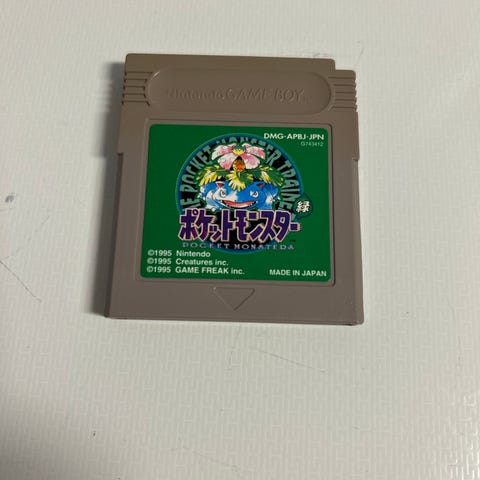 Nintendo GAME BOY
DMG-APBJ-JPN
G743412
POCKET MONSTER TRAINE
ポケットモンスター
緑
POCKET MONSTERS
©1995 Nintendo
©1995 Creatures inc.
©1995 GAME FREAK inc.
MADE IN JAPAN